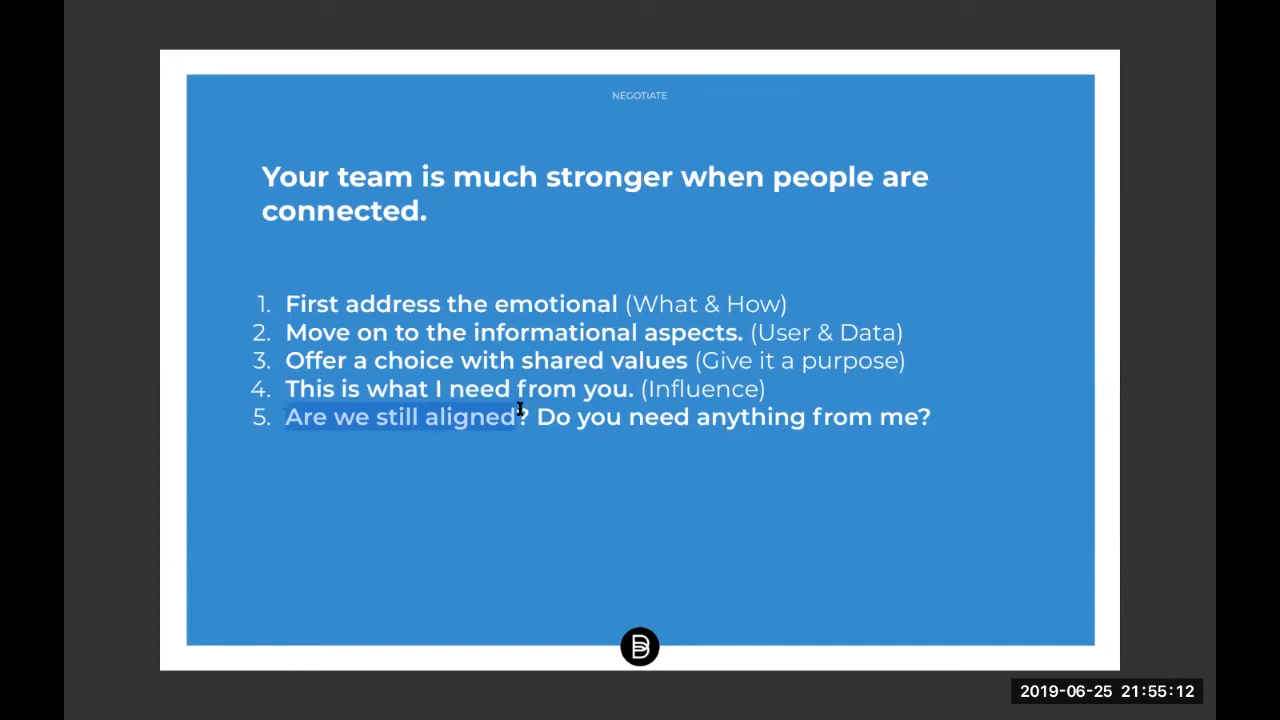 NEGOTIATE
Your team is much stronger when people are
connected.
1. First address the emotional (What & How)
2. Move on to the informational aspects. (User & Data)
3. Offer a choice with shared values (Give it a purpose)
4. This is what I need from you. (Influence)
5. Are we still aligned? Do you need anything from me?
B
2019-06-25 21:55:12